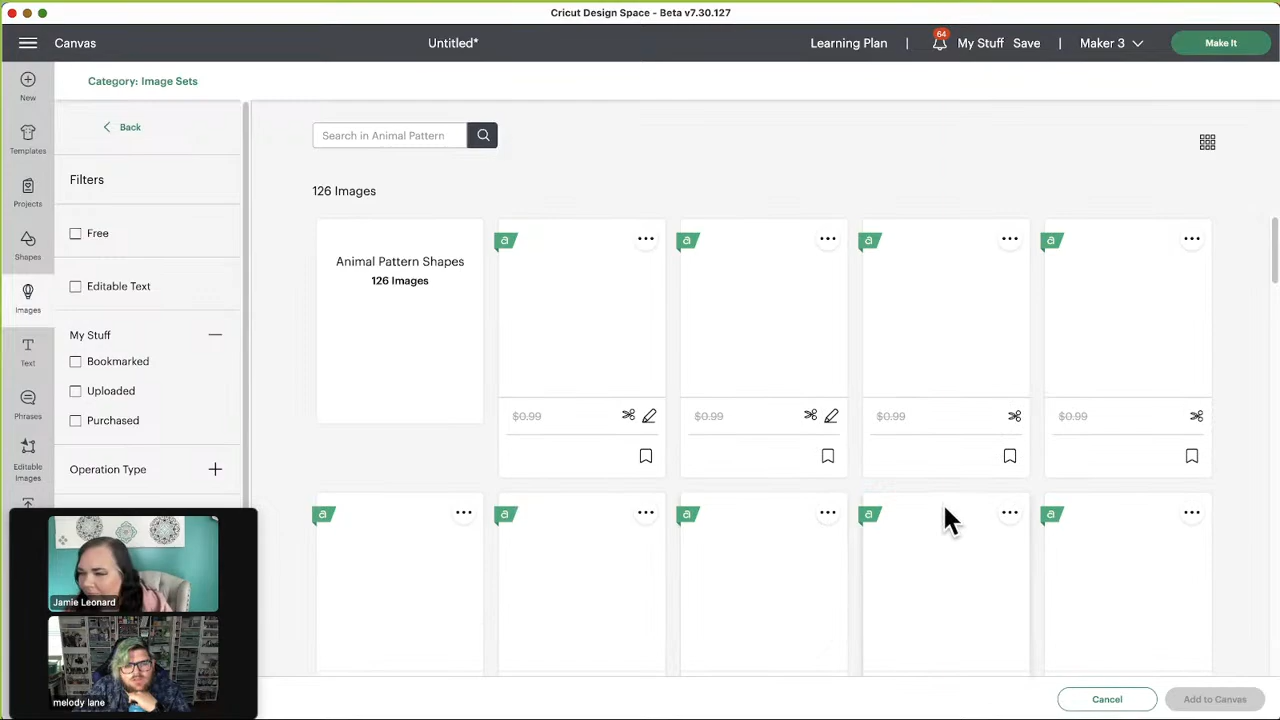 Cricut Design Space - Beta v7.30.127
Canvas
Untitled*
Learning Plan | 64 My Stuff Save | Maker 3 Make It
New
Templates
Projects
Shapes
Images
Text
Phrases
Editable
Images
Category: Image Sets
Back
Filters
Free
Editable Text
My Stuff
Bookmarked
Uploaded
Purchased
Operation Type
Search in Animal Pattern
126 Images
Animal Pattern Shapes
126 Images
a
a
a
a
$0.99
$0.99
$0.99
$0.99
a
a
a
a
a
Jamie Leonard
melody lane
Cancel
Add to Canvas